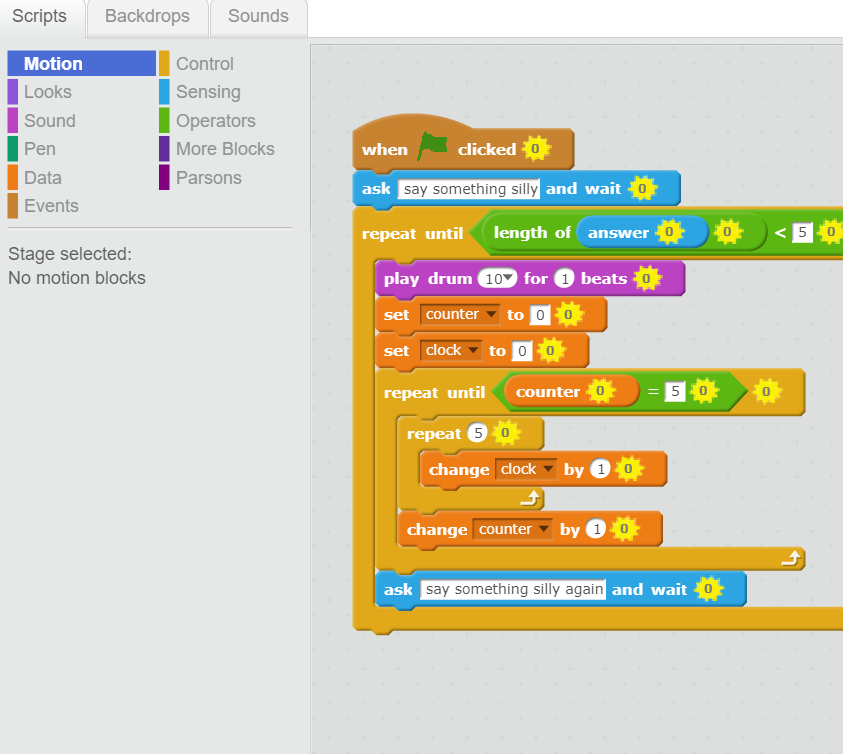 Scripts Backdrops Sounds
Motion Control
Looks Sensing
Sound Operators
Pen More Blocks
Data Parsons
Events
Stage selected:
No motion blocks
when clicked 0
ask say something silly and wait 0
repeat until length of answer 0 0 < 5 0
play drum 10 for 1 beats 0
set counter to 0 0
set clock to 0 0
repeat until counter 0 = 5 0 0
repeat 5 0
change clock by 1 0
change counter by 1 0
ask say something silly again and wait 0